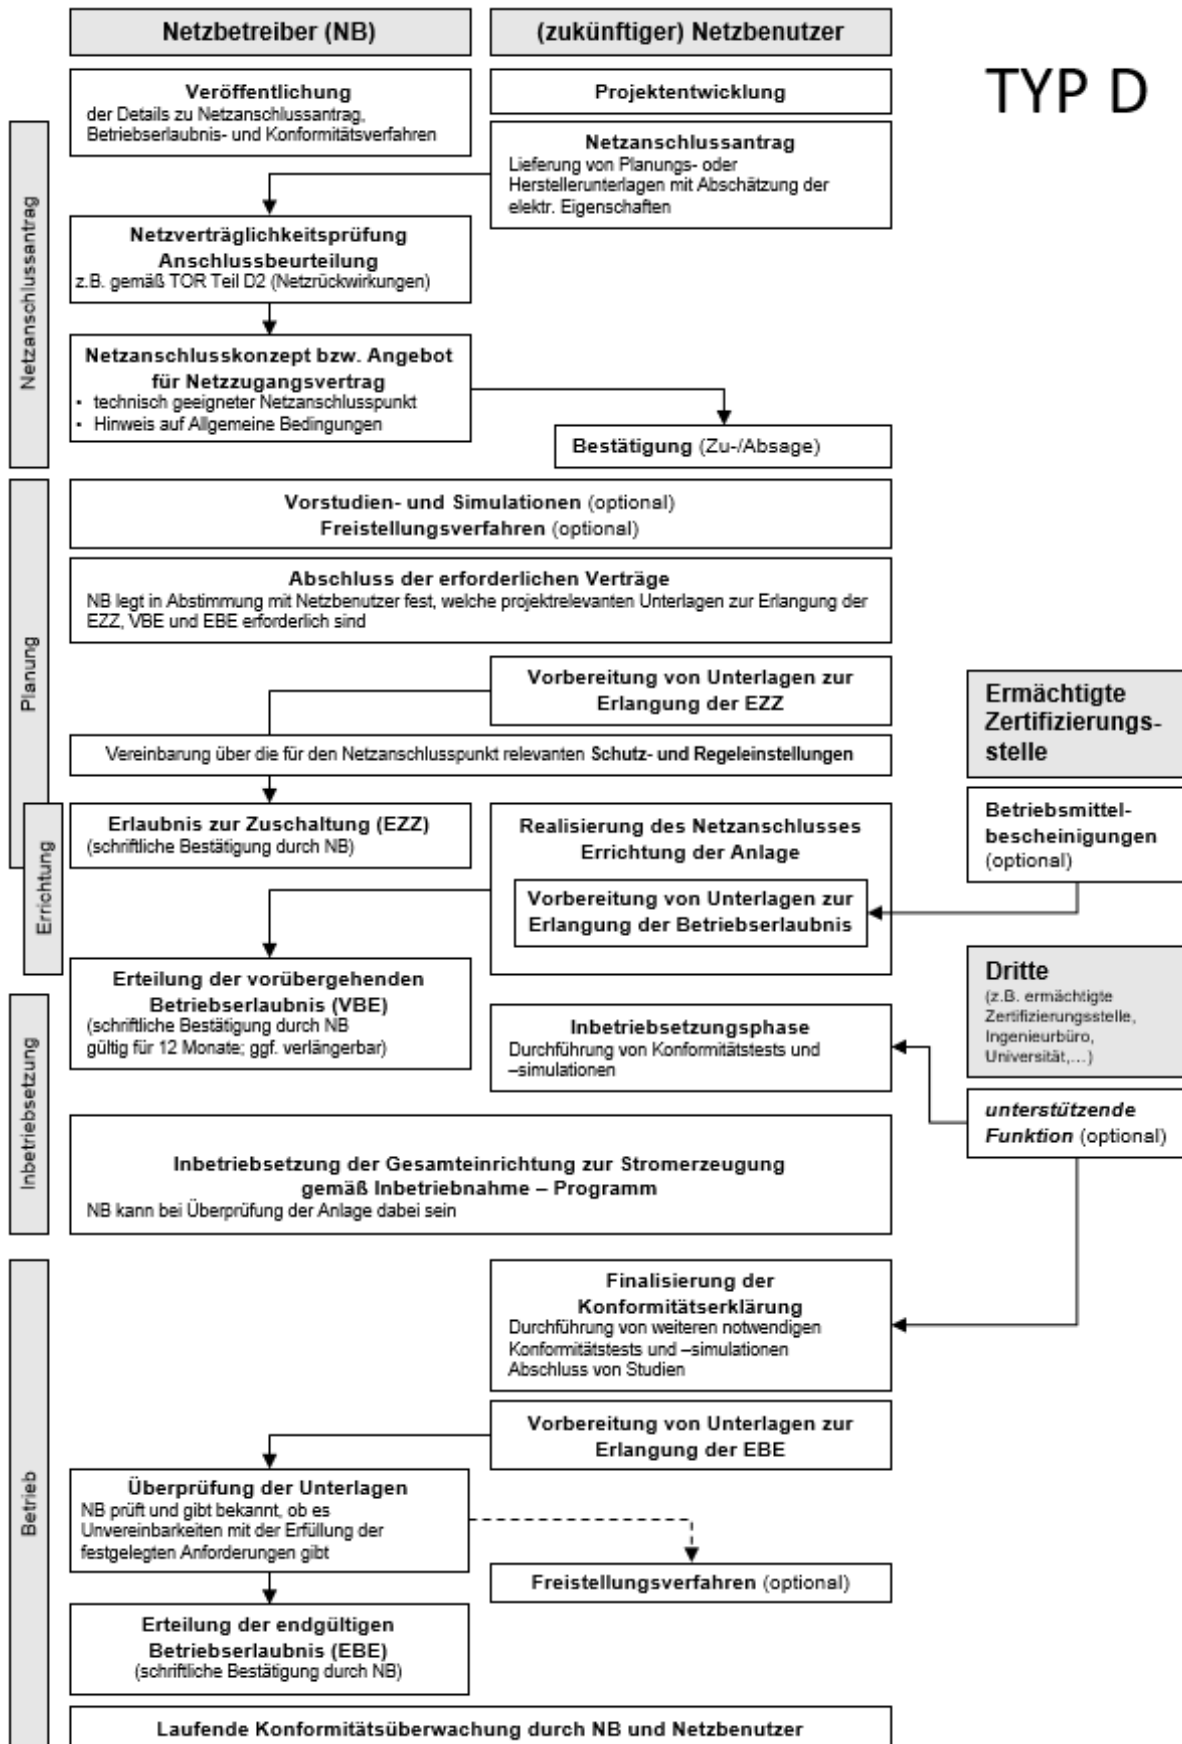 Netzbetreiber (NB)
(zukünftiger) Netzbenutzer
TYP D
Veröffentlichung
der Details zu Netzanschlussantrag,
Betriebserlaubnis- und Konformitätsverfahren
Projektentwicklung
Netzanschlussantrag
Netzanschlussantrag
Lieferung von Planungs- oder
Herstellerunterlagen mit Abschätzung der
elektr. Eigenschaften
Netzverträglichkeitsprüfung
Anschlussbeurteilung
z.B. gemäß TOR Teil D2 (Netzrückwirkungen)
Netzanschlusskonzept bzw. Angebot
für Netzzugangsvertrag
• technisch geeigneter Netzanschlusspunkt
• Hinweis auf Allgemeine Bedingungen
Bestätigung (Zu-/Absage)
Planung
Vorstudien- und Simulationen (optional)
Freistellungsverfahren (optional)
Abschluss der erforderlichen Verträge
NB legt in Abstimmung mit Netzbenutzer fest, welche projektrelevanten Unterlagen zur Erlangung der
EZZ, VBE und EBE erforderlich sind
Vorbereitung von Unterlagen zur
Erlangung der EZZ
Vereinbarung über die für den Netzanschlusspunkt relevanten Schutz- und Regeleinstellungen
Ermächtigte
Zertifizierungs-
stelle
Betriebsmittel-
bescheinigungen
(optional)
Errichtung
Erlaubnis zur Zuschaltung (EZZ)
(schriftliche Bestätigung durch NB)
Realisierung des Netzanschlusses
Errichtung der Anlage
Vorbereitung von Unterlagen zur
Erlangung der Betriebserlaubnis
Erteilung der vorübergehenden
Betriebserlaubnis (VBE)
(schriftliche Bestätigung durch NB
gültig für 12 Monate; ggf. verlängerbar)
Dritte
(z.B. ermächtigte
Zertifizierungsstelle,
Ingenieurbüro,
Universität,…)
unterstützende
Funktion (optional)
Inbetriebsetzung
Inbetriebsetzungsphase
Durchführung von Konformitätstests und
–simulationen
Inbetriebsetzung der Gesamteinrichtung zur Stromerzeugung
gemäß Inbetriebnahme – Programm
NB kann bei Überprüfung der Anlage dabei sein
Betrieb
Finalisierung der
Konformitätserklärung
Durchführung von weiteren notwendigen
Konformitätstests und –simulationen
Abschluss von Studien
Vorbereitung von Unterlagen zur
Erlangung der EBE
Überprüfung der Unterlagen
NB prüft und gibt bekannt, ob es
Unvereinbarkeiten mit der Erfüllung der
festgelegten Anforderungen gibt
Freistellungsverfahren (optional)
Erteilung der endgültigen
Betriebserlaubnis (EBE)
(schriftliche Bestätigung durch NB)
Laufende Konformitätsüberwachung durch NB und Netzbenutzer